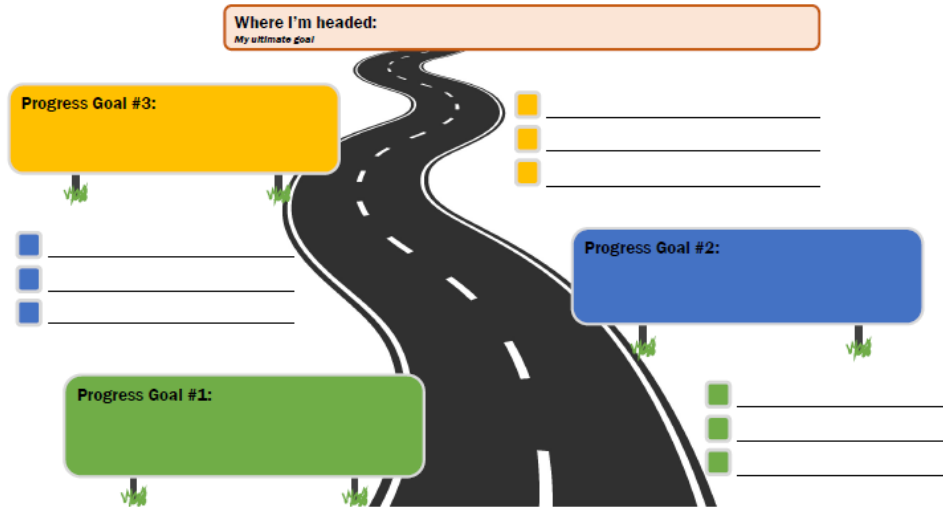 Where I'm headed:
My ultimate goal
Progress Goal #3:
Progress Goal #2:
Progress Goal #1: